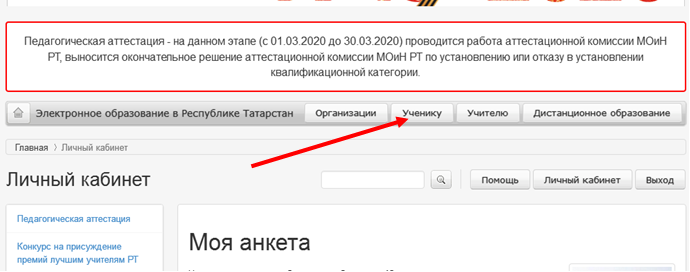 Педагогическая аттестация - на данном этапе (с 01.03.2020 до 30.03.2020) проводится работа аттестационной комиссии МОиН
РТ, выносится окончательное решение аттестационной комиссии МОиН РТ по установлению или отказу в установлении
квалификационной категории.
Электронное образование в Республике Татарстан Организации Ученику Учителю Дистанционное образование
Главная 〉 Личный кабинет
Личный кабинет Помощь Личный кабинет Выход
Педагогическая аттестация
Конкурс на присуждение
премий лучшим учителям РТ
Моя анкета